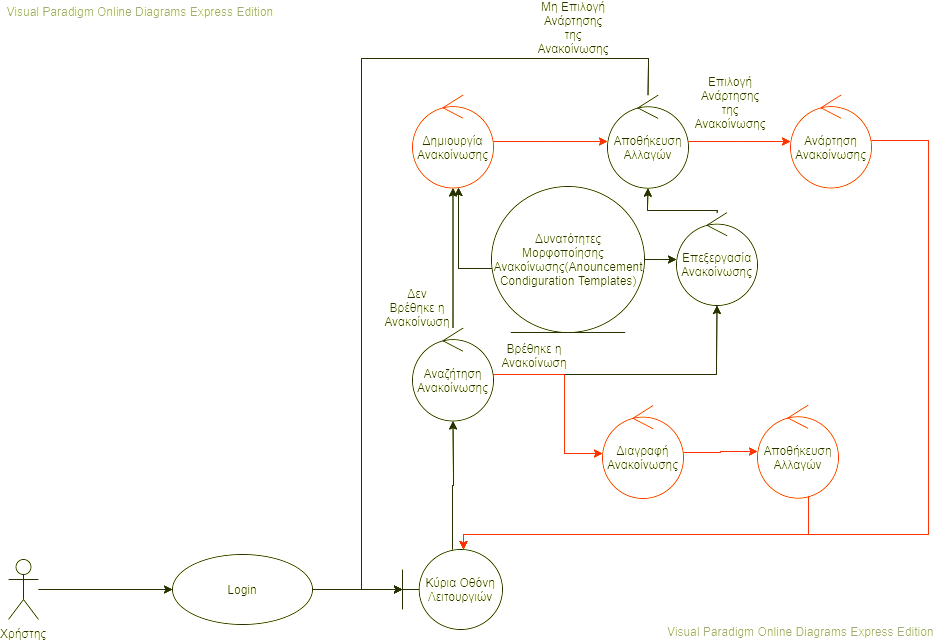 Visual Paradigm Online Diagrams Express Edition
Μη Επιλογή
Ανάρτησης
της
Ανακοίνωσης
Επιλογή
Ανάρτησης
της
Ανακοίνωσης
Δημιουργία
Ανακοίνωσης
Αποθήκευση
Αλλαγών
Ανάρτηση
Ανακοίνωσης
Δυνατότητες
Μορφοποίησης
Ανακοίνωσης(Anouncement
Condiguration Templates)
Επεξεργασία
Ανακοίνωσης
Δεν
Βρέθηκε η
Ανακοίνωση
Βρέθηκε η
Ανακοίνωση
Αναζήτηση
Ανακοίνωσης
Διαγραφή
Ανακοίνωσης
Αποθήκευση
Αλλαγών
Login
Κύρια Οθόνη
Λειτουργιών
Χρήστης
Visual Paradigm Online Diagrams Express Edition